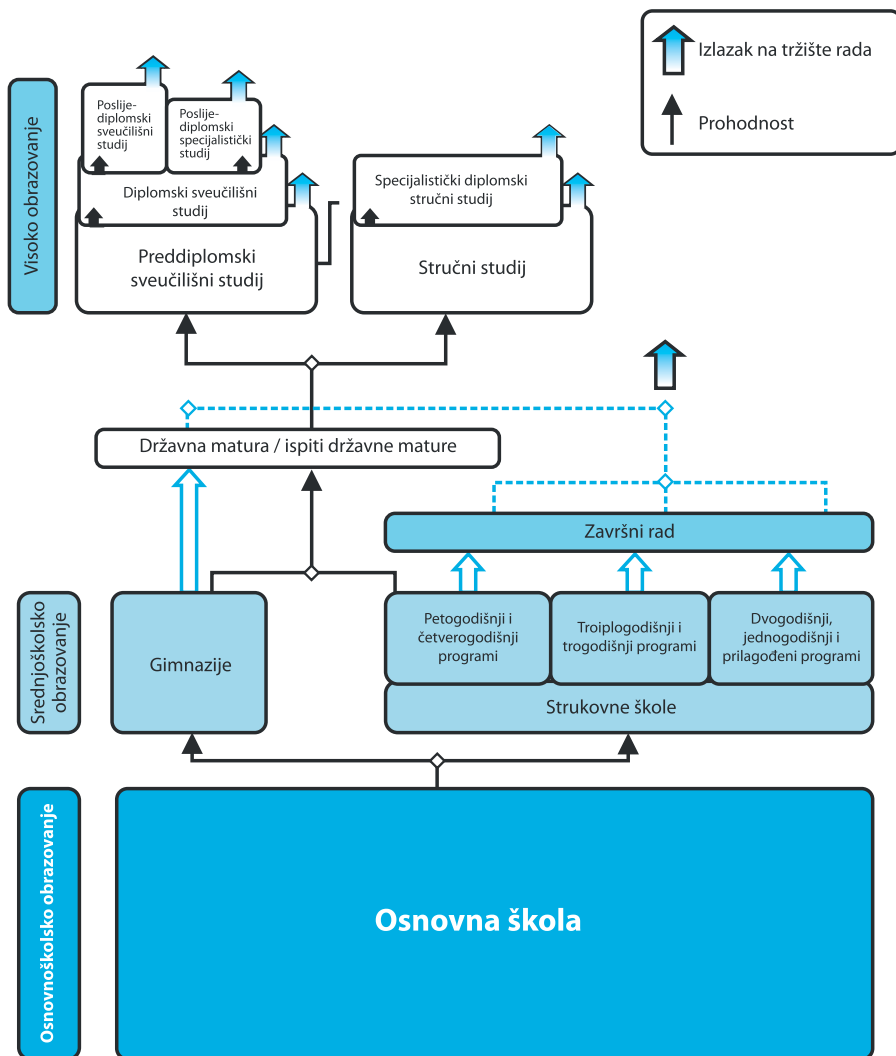 Izlazak na tržište rada
Prohodnost
Visoko obrazovanje
Poslije-
diplomski
sveučilišni
studij
Poslije-
diplomski
specijalistički
studij
Diplomski sveučilišni
studij
Preddiplomski
sveučilišni studij
Specijalistički diplomski
stručni studij
Stručni studij
Državna matura / ispiti državne mature
Završni rad
Srednjoškolsko
obrazovanje
Gimnazije
Petogodišnji i
četverogodišnji
programi
Troiplogodišnji i
trogodišnji programi
Dvogodišnji,
jednogodišnji i
prilagođeni programi
Strukovne škole
Osnovnoškolsko obrazovanje
Osnovna škola